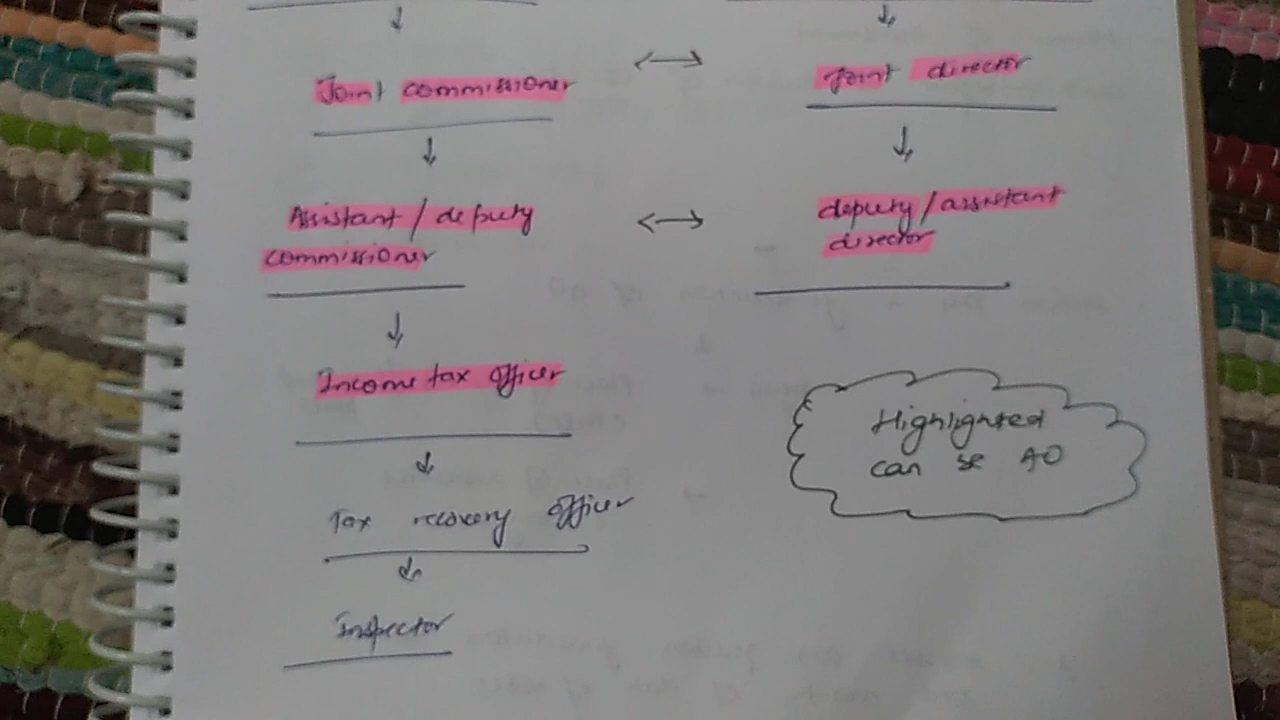 ↓ ↓
Joint commissioner ↔ Joint director
↓ ↓
Assistant / deputy ↔ deputy / assistant
commissioner director
↓
Income tax officer
Highlighted
can be AO
↓
Tax recovery officer
↓
Inspector